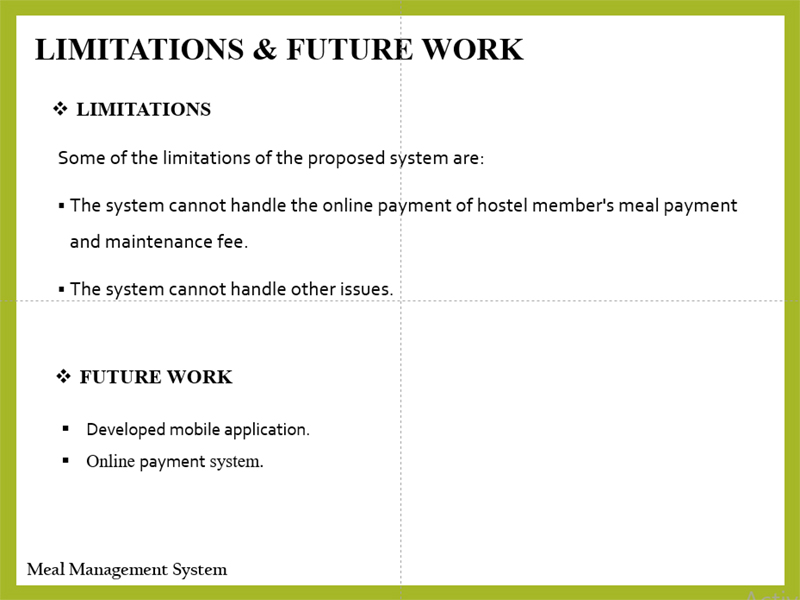 LIMITATIONS & FUTURE WORK
❖ LIMITATIONS
Some of the limitations of the proposed system are:
▪ The system cannot handle the online payment of hostel member's meal payment
and maintenance fee.
▪ The system cannot handle other issues.
❖ FUTURE WORK
▪ Developed mobile application.
▪ Online payment system.
Meal Management System